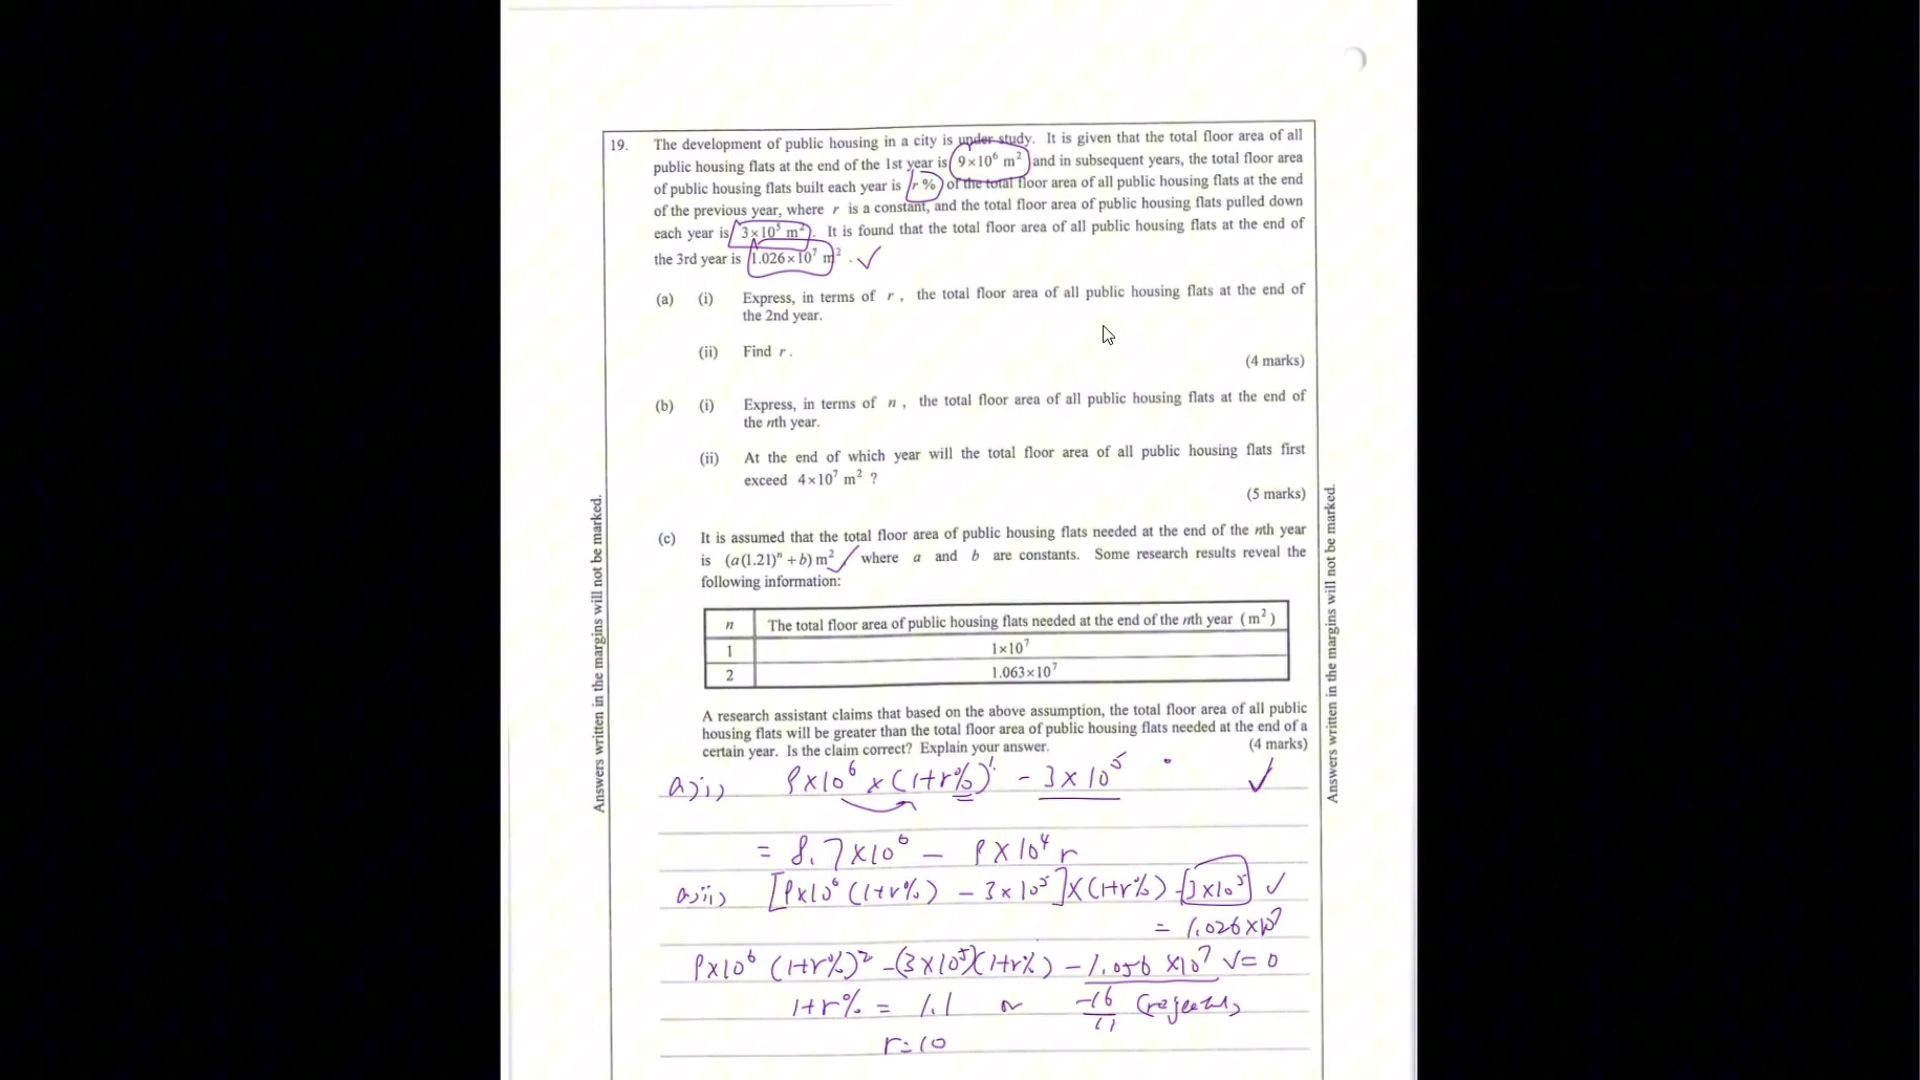 19. The development of public housing in a city is under study. It is given that the total floor area of all
public housing flats at the end of the 1st year is 9×10⁶ m² and in subsequent years, the total floor area
of public housing flats built each year is r % of the total floor area of all public housing flats at the end
of the previous year, where r is a constant, and the total floor area of public housing flats pulled down
each year is 3×10⁵ m². It is found that the total floor area of all public housing flats at the end of
the 3rd year is 1.026×10⁷ m². ✓
(a) (i) Express, in terms of r, the total floor area of all public housing flats at the end of
the 2nd year.
(ii) Find r.
(4 marks)
(b) (i) Express, in terms of n, the total floor area of all public housing flats at the end of
the nth year.
(ii) At the end of which year will the total floor area of all public housing flats first
exceed 4×10⁷ m² ?
(5 marks)
(c) It is assumed that the total floor area of public housing flats needed at the end of the nth year
is (a(1.21)ⁿ + b) m², where a and b are constants. Some research results reveal the
following information:
n The total floor area of public housing flats needed at the end of the nth year (m²)
1 1×10⁷
2 1.063×10⁷
A research assistant claims that based on the above assumption, the total floor area of all public
housing flats will be greater than the total floor area of public housing flats needed at the end of a
certain year. Is the claim correct? Explain your answer. (4 marks)
a)i) 9×10⁶ × (1+r%)¹ - 3×10⁵ ✓
= 8.7×10⁶ - 9×10⁴ r
a)ii) [9×10⁶ (1+r%) - 3×10⁵]×(1+r%) - 3×10⁵ ✓
= 1.026×10⁷
9×10⁶ (1+r%)² -(3×10⁵)(1+r%) - 1.056×10⁷ √= 0
1+r% = 1.1 or -16/ (rejected)
r=10
Answers written in the margins will not be marked.
Answers written in the margins will not be marked.